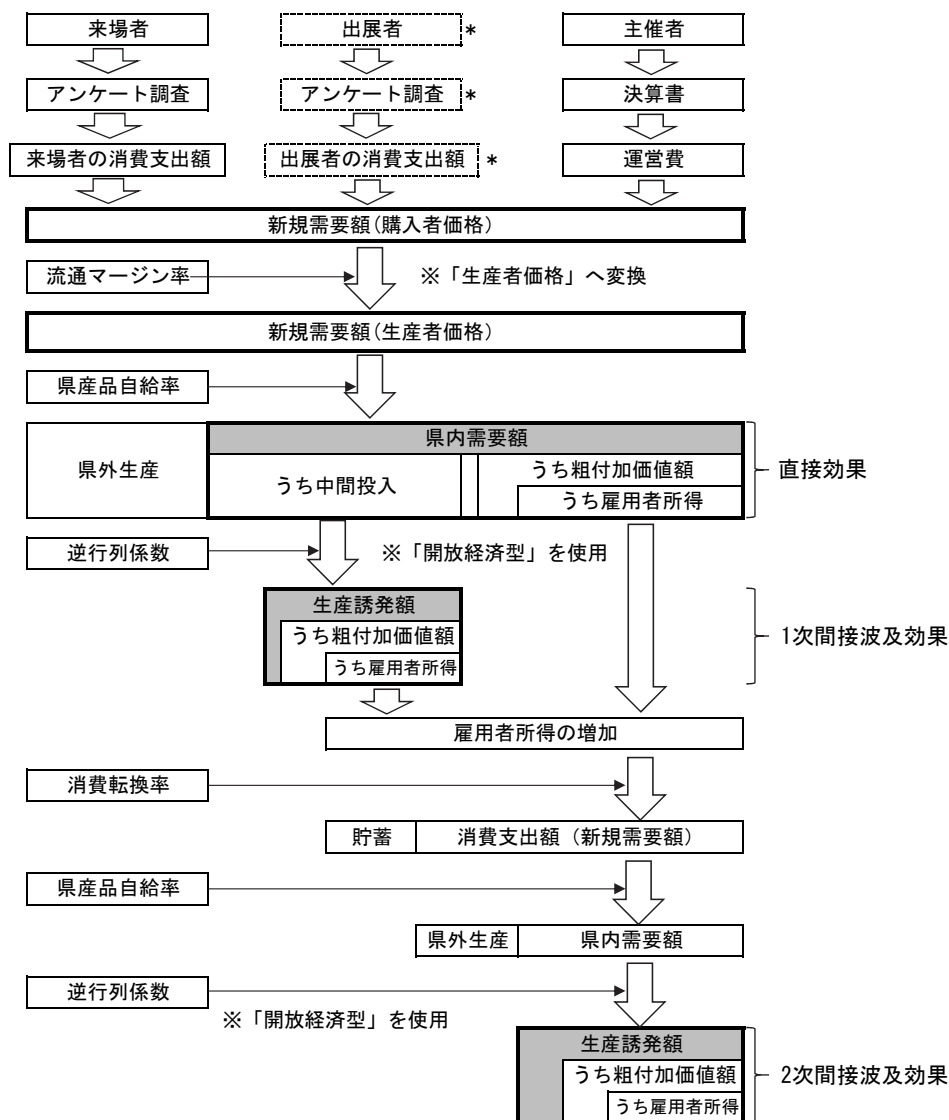 来場者
出展者 *
主催者
アンケート調査
アンケート調査 *
決算書
来場者の消費支出額
出展者の消費支出額 *
運営費
新規需要額(購入者価格)
流通マージン率
※「生産者価格」へ変換
新規需要額(生産者価格)
県産品自給率
県外生産
県内需要額
うち中間投入
うち粗付加価値額
うち雇用者所得
直接効果
逆行列係数
※「開放経済型」を使用
生産誘発額
うち粗付加価値額
うち雇用者所得
1次間接波及効果
雇用者所得の増加
消費転換率
貯蓄
消費支出額（新規需要額）
県産品自給率
県外生産
県内需要額
逆行列係数
※「開放経済型」を使用
生産誘発額
うち粗付加価値額
うち雇用者所得
2次間接波及効果